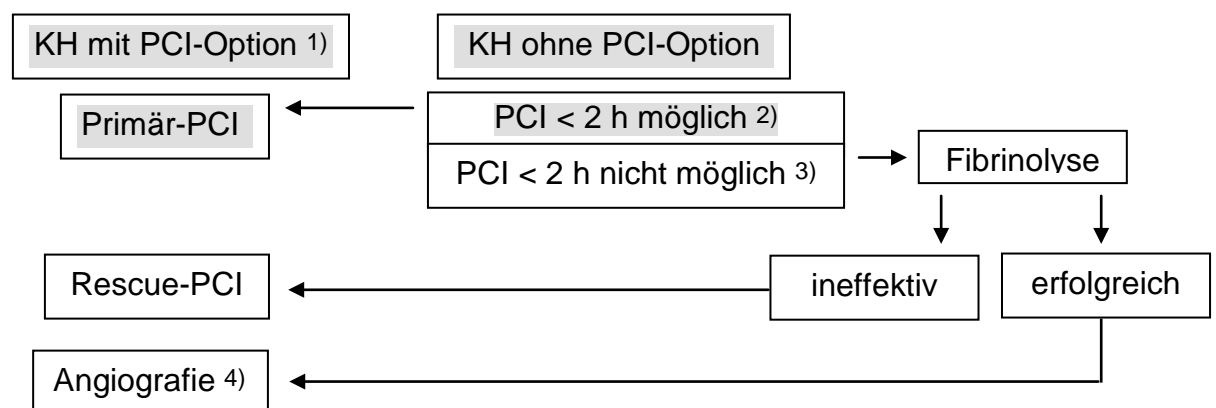 KH mit PCI-Option 1)
KH ohne PCI-Option
Primär-PCI
PCI < 2 h möglich 2)
PCI < 2 h nicht möglich 3)
Fibrinolyse
Rescue-PCI
ineffektiv
erfolgreich
Angiografie 4)